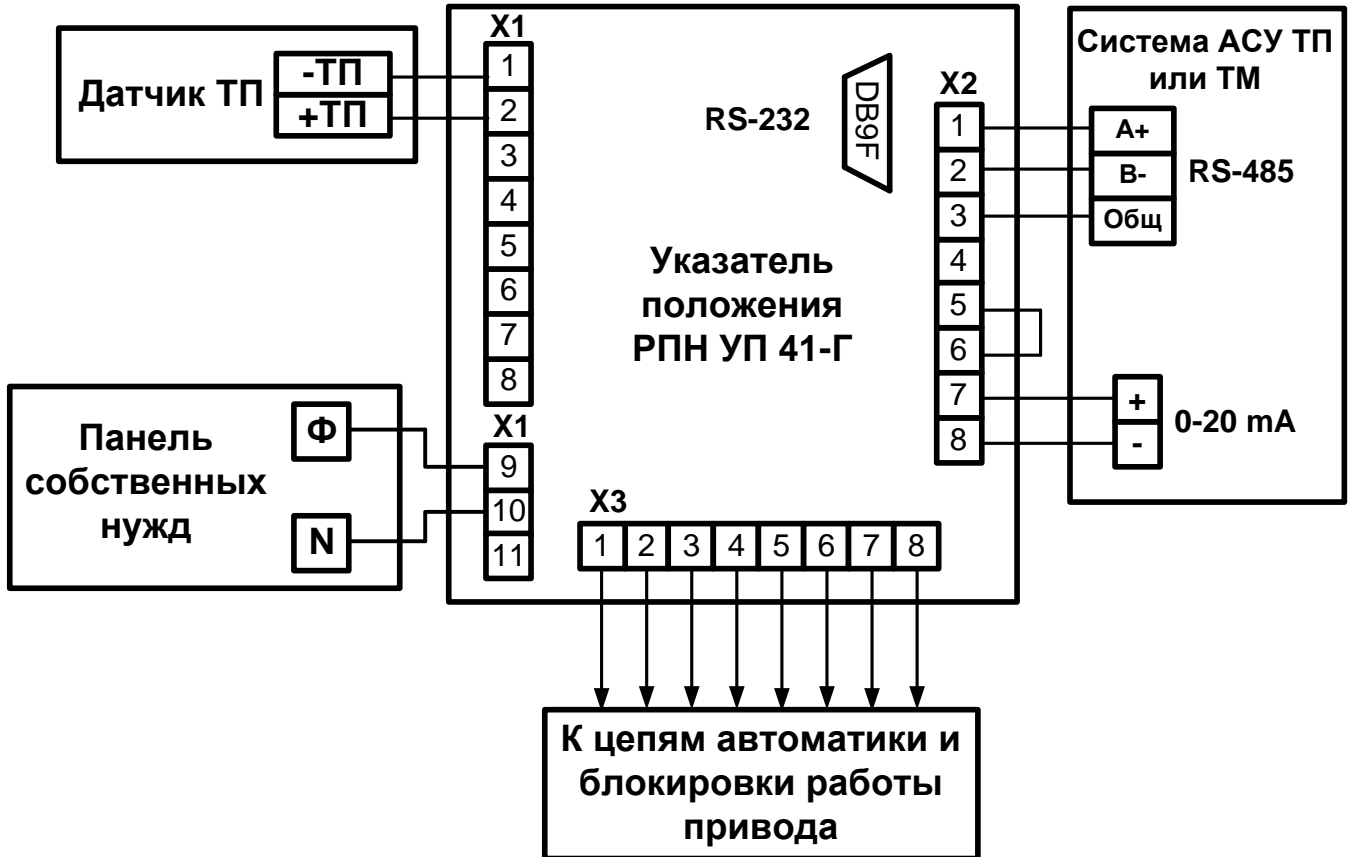 Датчик ТП
-ТП
+ТП
X1
1
2
3
4
5
6
7
8
X1
9
10
11
Панель
собственных
нужд
Ф
N
RS-232
DB9F
Указатель
положения
РПН УП 41-Г
X2
1
2
3
4
5
6
7
8
Система АСУ ТП
или ТМ
A+
B-
Общ
RS-485
+
-
0-20 mA
X3
1 2 3 4 5 6 7 8
К цепям автоматики и
блокировки работы
привода